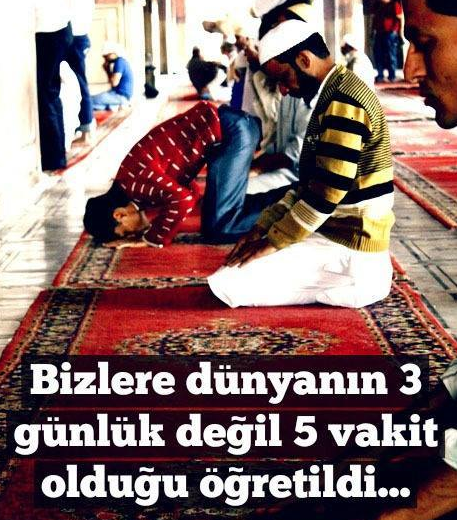 Bizlere dünyanın 3
günlük değil 5 vakit
olduğu öğretildi...